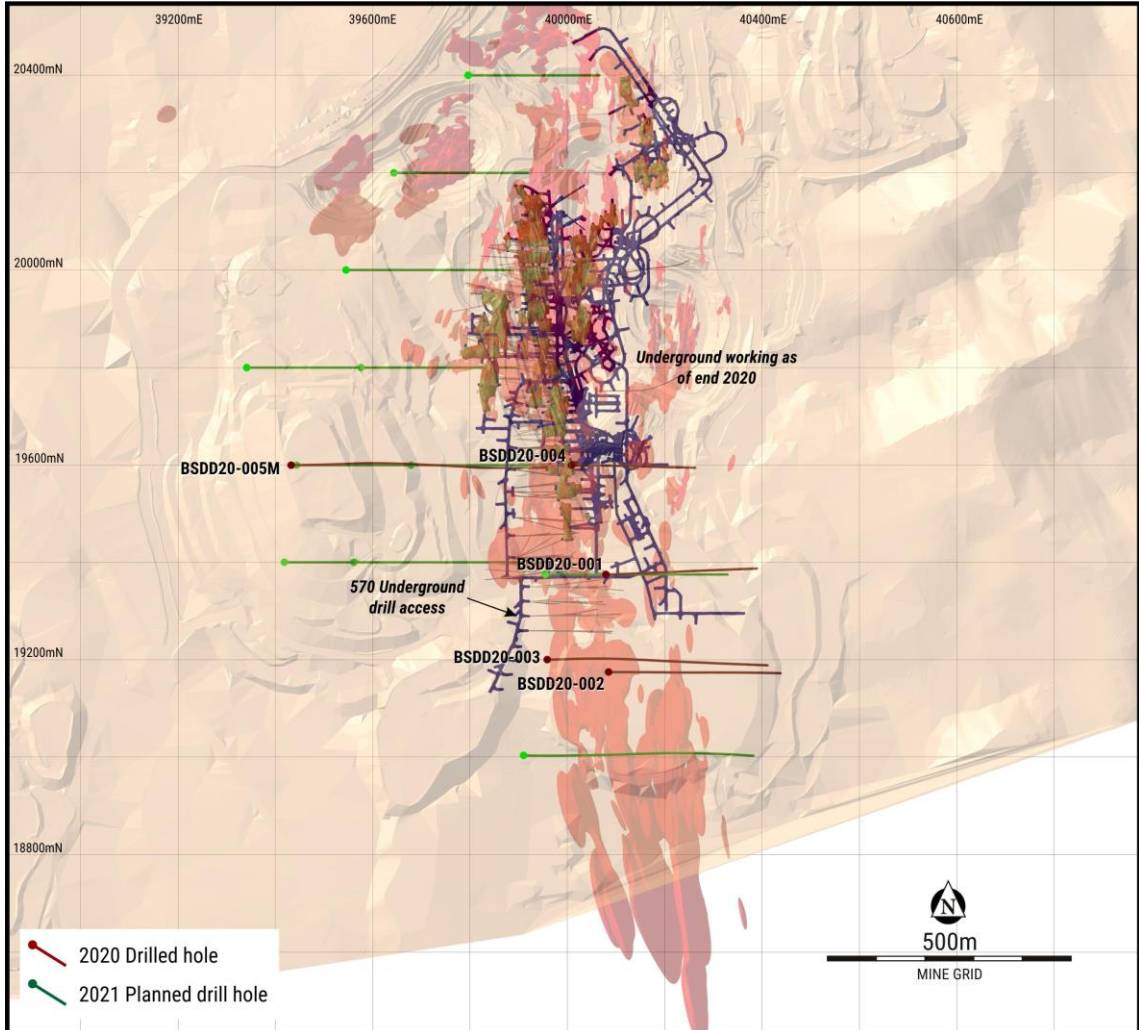 39200mE
39600mE
40000mE
40400mE
40600mE
20400mN
20000mN
Underground working as
of end 2020
19600mN
BSDD20-005M
BSDD20-004
BSDD20-001
570 Underground
drill access
19200mN
BSDD20-003
BSDD20-002
18800mN
N
500m
MINE GRID
2020 Drilled hole
2021 Planned drill hole